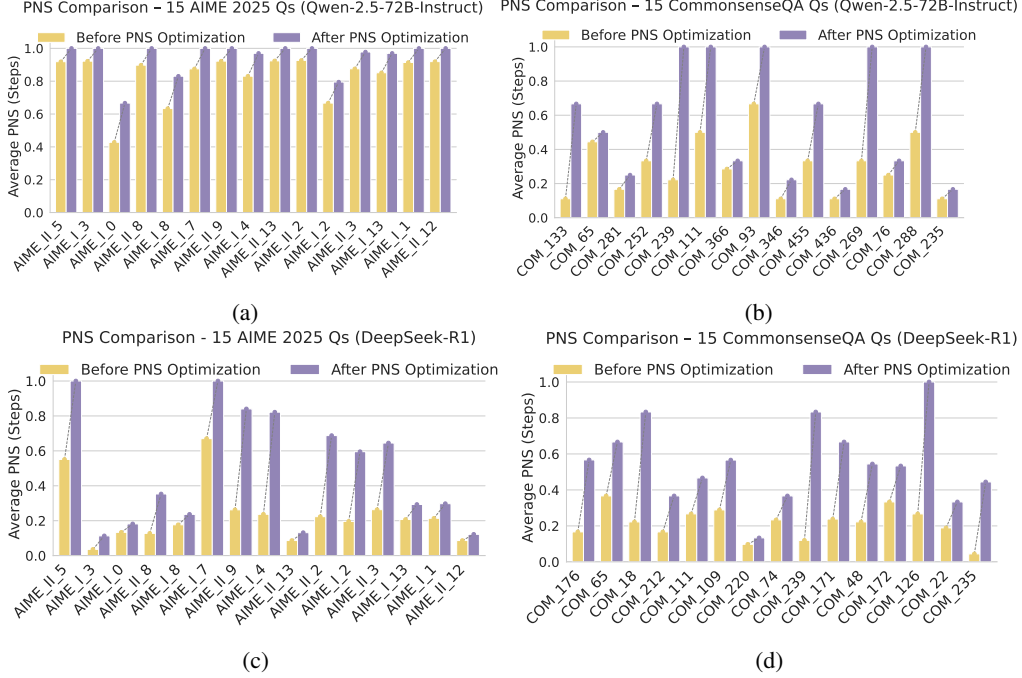 PNS Comparison – 15 AIME 2025 Qs (Qwen-2.5-72B-Instruct)
Before PNS Optimization
After PNS Optimization
Average PNS (Steps)
1.0
0.8
0.6
0.4
0.2
0.0
AIME_II_5
AIME_I_3
AIME_I_0
AIME_II_8
AIME_I_8
AIME_I_7
AIME_II_9
AIME_I_4
AIME_II_13
AIME_II_2
AIME_I_2
AIME_II_3
AIME_I_13
AIME_I_1
AIME_II_12
(a)
PNS Comparison – 15 CommonsenseQA Qs (Qwen-2.5-72B-Instruct)
Before PNS Optimization
After PNS Optimization
Average PNS (Steps)
1.0
0.8
0.6
0.4
0.2
0.0
COM_133
COM_65
COM_281
COM_252
COM_239
COM_111
COM_366
COM_93
COM_346
COM_455
COM_436
COM_269
COM_76
COM_288
COM_235
(b)
PNS Comparison - 15 AIME 2025 Qs (DeepSeek-R1)
Before PNS Optimization
After PNS Optimization
Average PNS (Steps)
1.0
0.8
0.6
0.4
0.2
0.0
AIME_II_5
AIME_I_3
AIME_I_0
AIME_II_8
AIME_I_8
AIME_I_7
AIME_II_9
AIME_I_4
AIME_II_13
AIME_II_2
AIME_I_2
AIME_II_3
AIME_I_13
AIME_I_1
AIME_II_12
(c)
PNS Comparison – 15 CommonsenseQA Qs (DeepSeek-R1)
Before PNS Optimization
After PNS Optimization
Average PNS (Steps)
1.0
0.8
0.6
0.4
0.2
0.0
COM_176
COM_65
COM_18
COM_212
COM_111
COM_109
COM_220
COM_74
COM_239
COM_171
COM_48
COM_172
COM_126
COM_22
COM_235
(d)